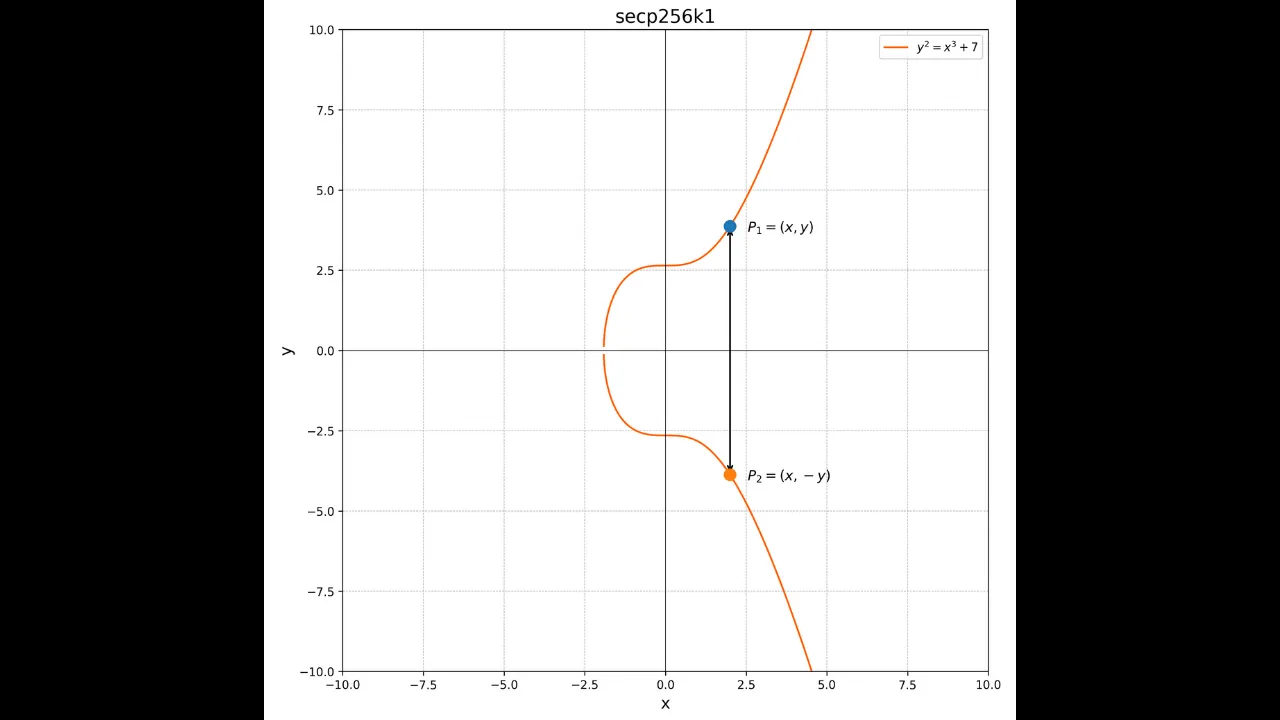 secp256k1
y² = x³ + 7
10.0
7.5
5.0
2.5
0.0
−2.5
−5.0
−7.5
−10.0
y
P₁ = (x, y)
P₂ = (x, − y)
−10.0 −7.5 −5.0 −2.5 0.0 2.5 5.0 7.5 10.0
x